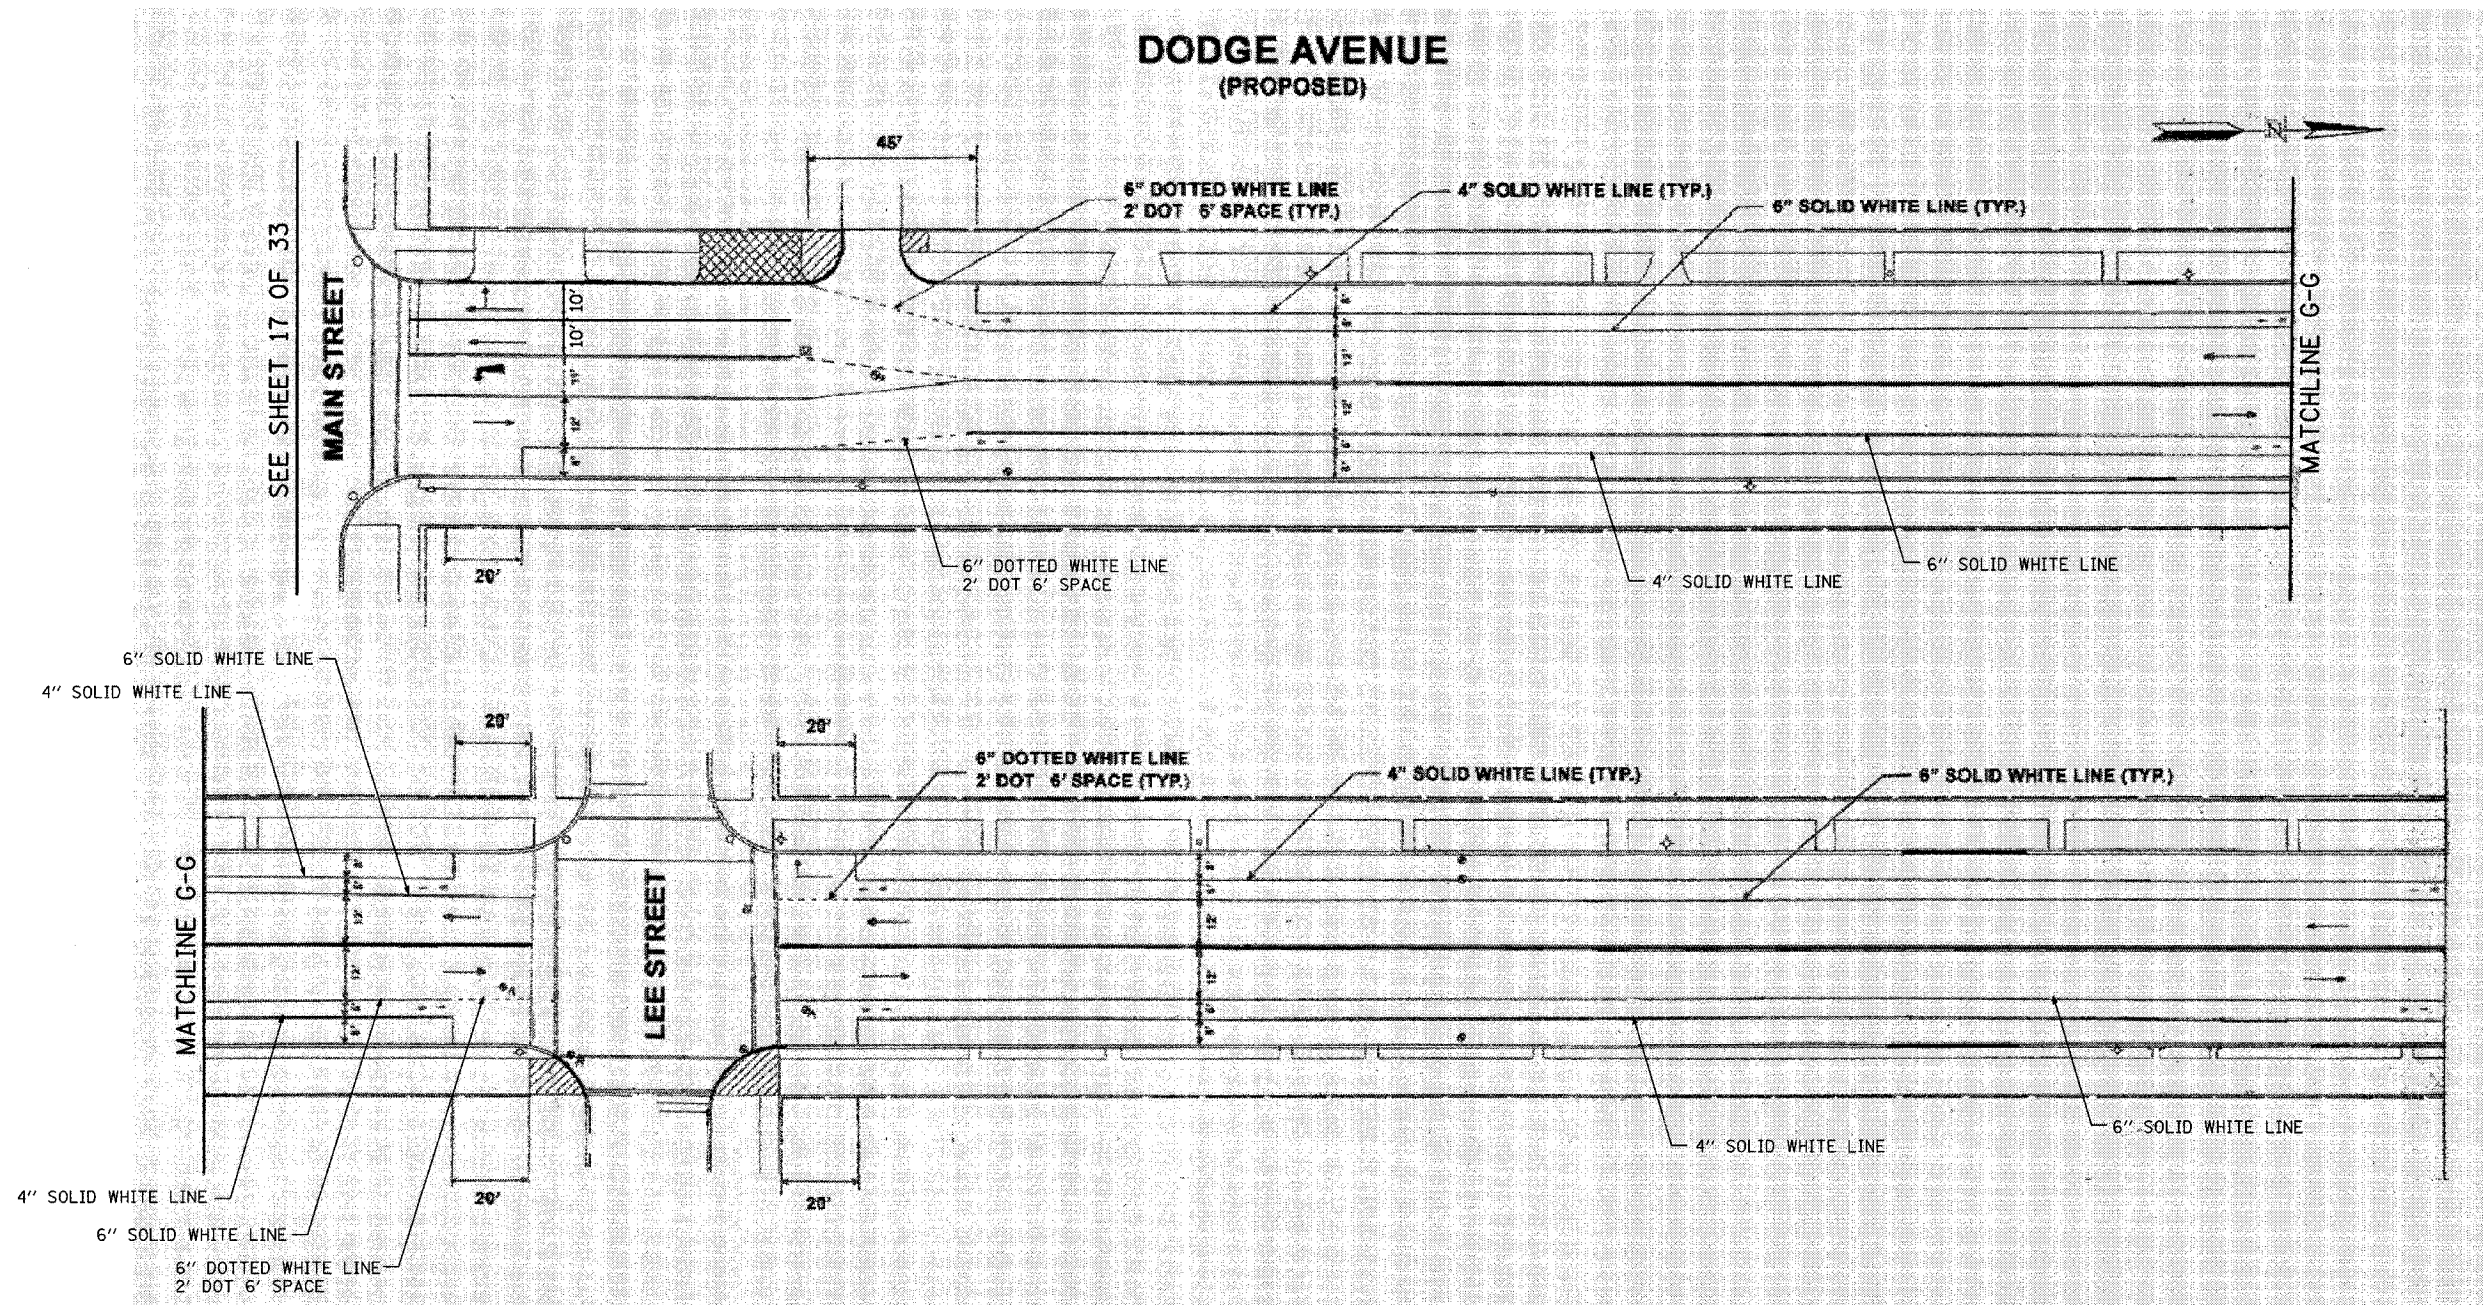 DODGE AVENUE
(PROPOSED)
N
45'
6" DOTTED WHITE LINE
2' DOT 6' SPACE (TYP.)
4" SOLID WHITE LINE (TYP.)
6" SOLID WHITE LINE (TYP.)
SEE SHEET 17 OF 33
MAIN STREET
10' 10'
12'
8'
12'
12'
MATCHLINE G-G
20'
6" DOTTED WHITE LINE
2' DOT 6' SPACE
4" SOLID WHITE LINE
6" SOLID WHITE LINE
6" SOLID WHITE LINE
4" SOLID WHITE LINE
20'
20'
6" DOTTED WHITE LINE
2' DOT 6' SPACE (TYP.)
4" SOLID WHITE LINE (TYP.)
6" SOLID WHITE LINE (TYP.)
MATCHLINE G-G
LEE STREET
12'
12'
12'
12'
4" SOLID WHITE LINE
6" SOLID WHITE LINE
20'
20'
4" SOLID WHITE LINE
6" SOLID WHITE LINE
6" DOTTED WHITE LINE
2' DOT 6' SPACE